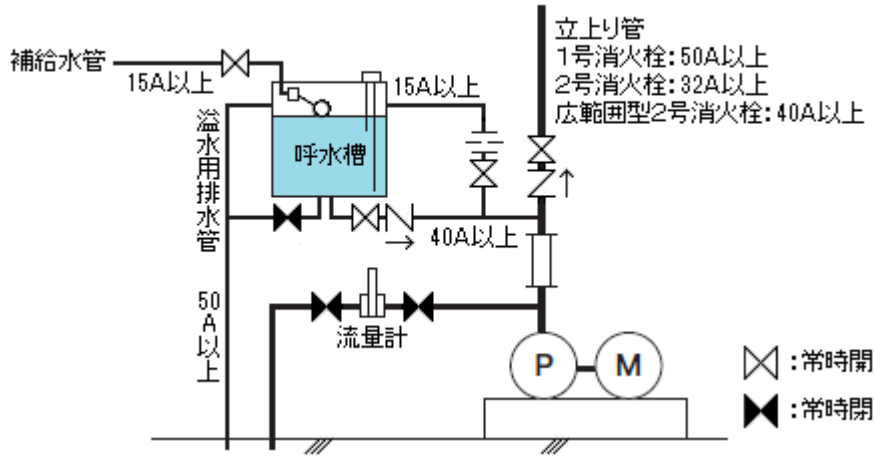 立上り管
1号消火栓：50A以上
2号消火栓：32A以上
広範囲型2号消火栓：40A以上
補給水管
15A以上
15A以上
溢水用排水管
呼水槽
40A以上
50A以上
流量計
P
M
：常時開
：常時閉